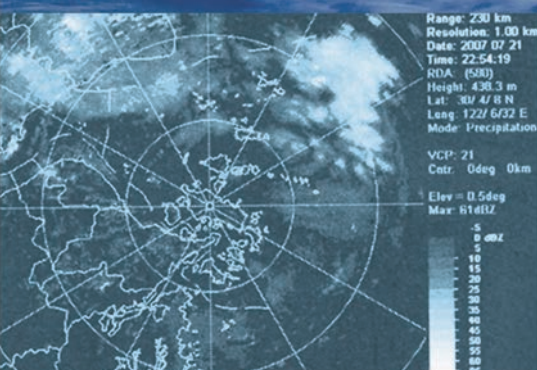 Range: 230 km
Resolution: 1.00 km
Date: 2007 07 21
Time: 22:54:19
RDA: (580)
Height: 438.3 m
Lat: 30/ 4/ 8 N
Long: 122/ 6/32 E
Mode: Precipitation
VCP: 21
Cntr: 0deg 0km
Elev = 0.5deg
Max: 61dBZ
-5
0 dBZ
5
10
15
20
25
30
35
40
45
50
55
60